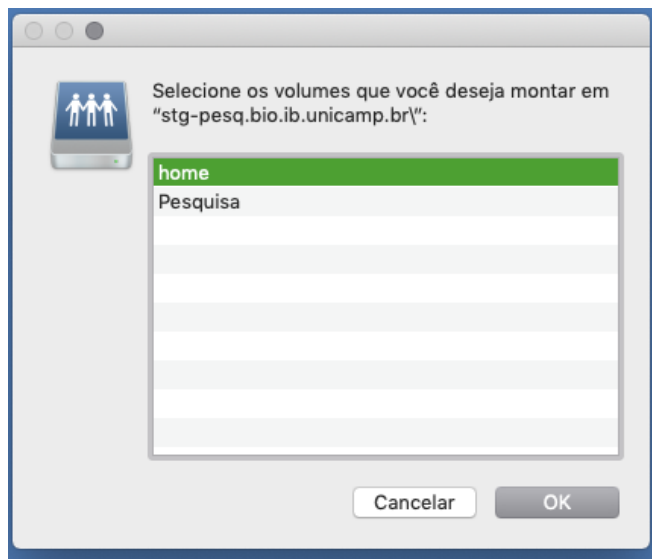 Selecione os volumes que você deseja montar em
“stg-pesq.bio.ib.unicamp.br\”:
home
Pesquisa
Cancelar
OK